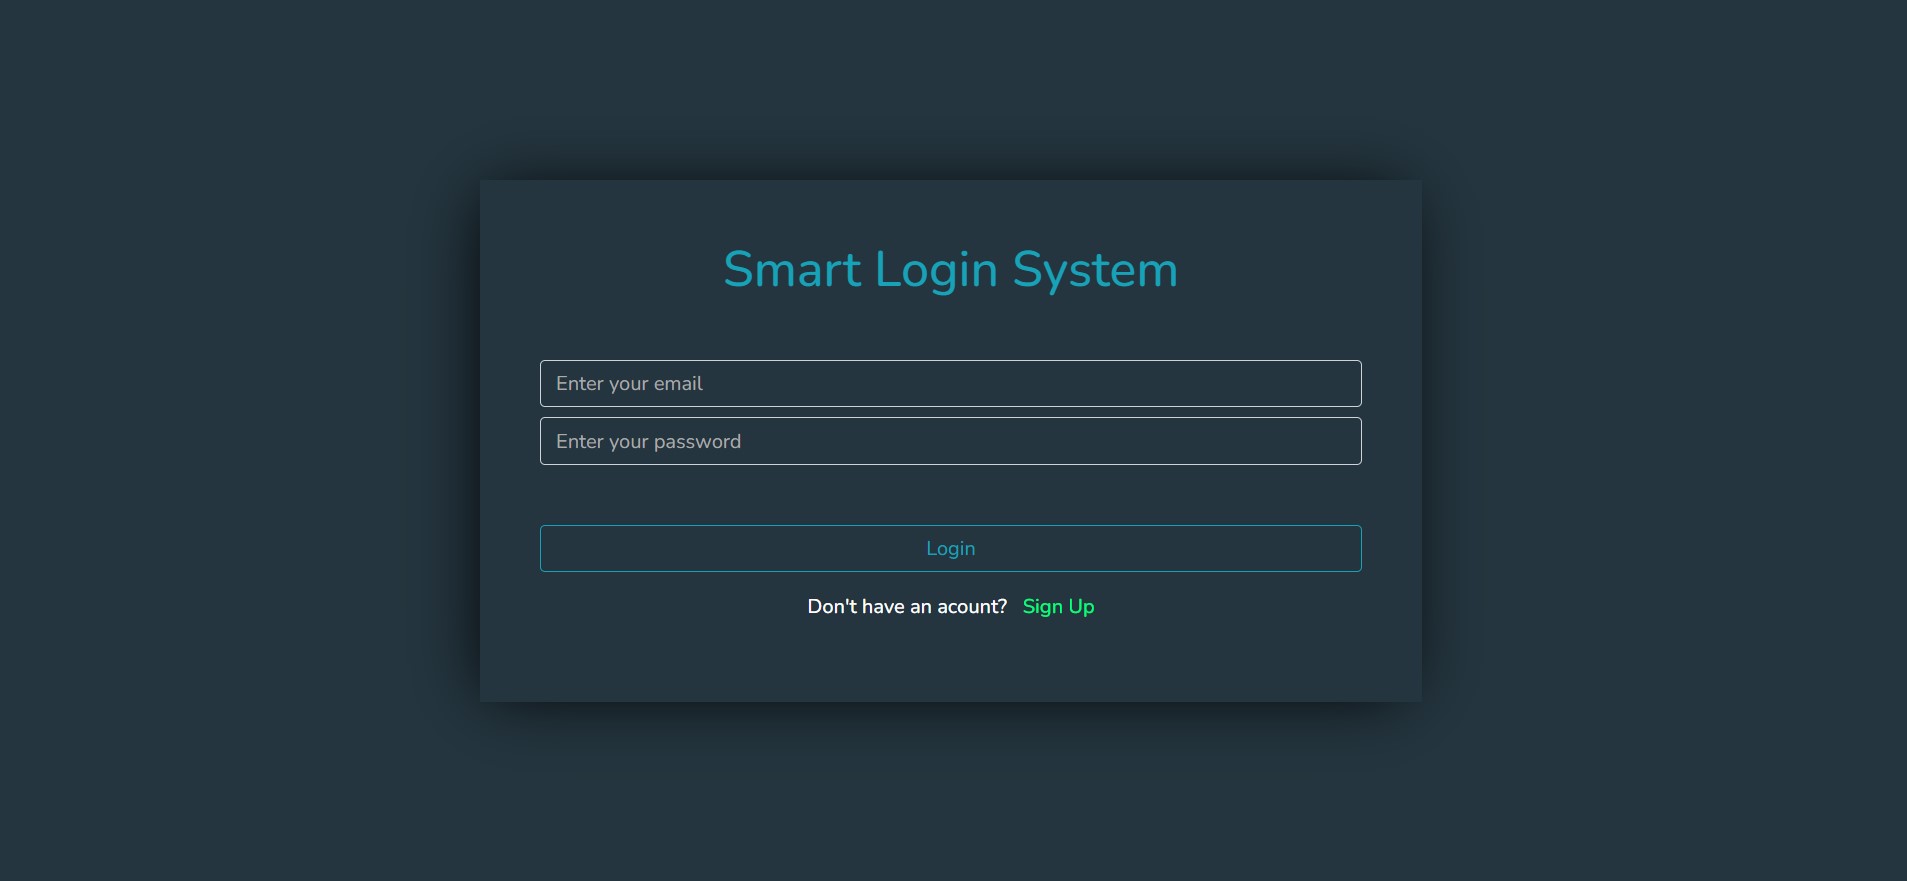 Smart Login System
Enter your email
Enter your password
Login
Don't have an acount? Sign Up